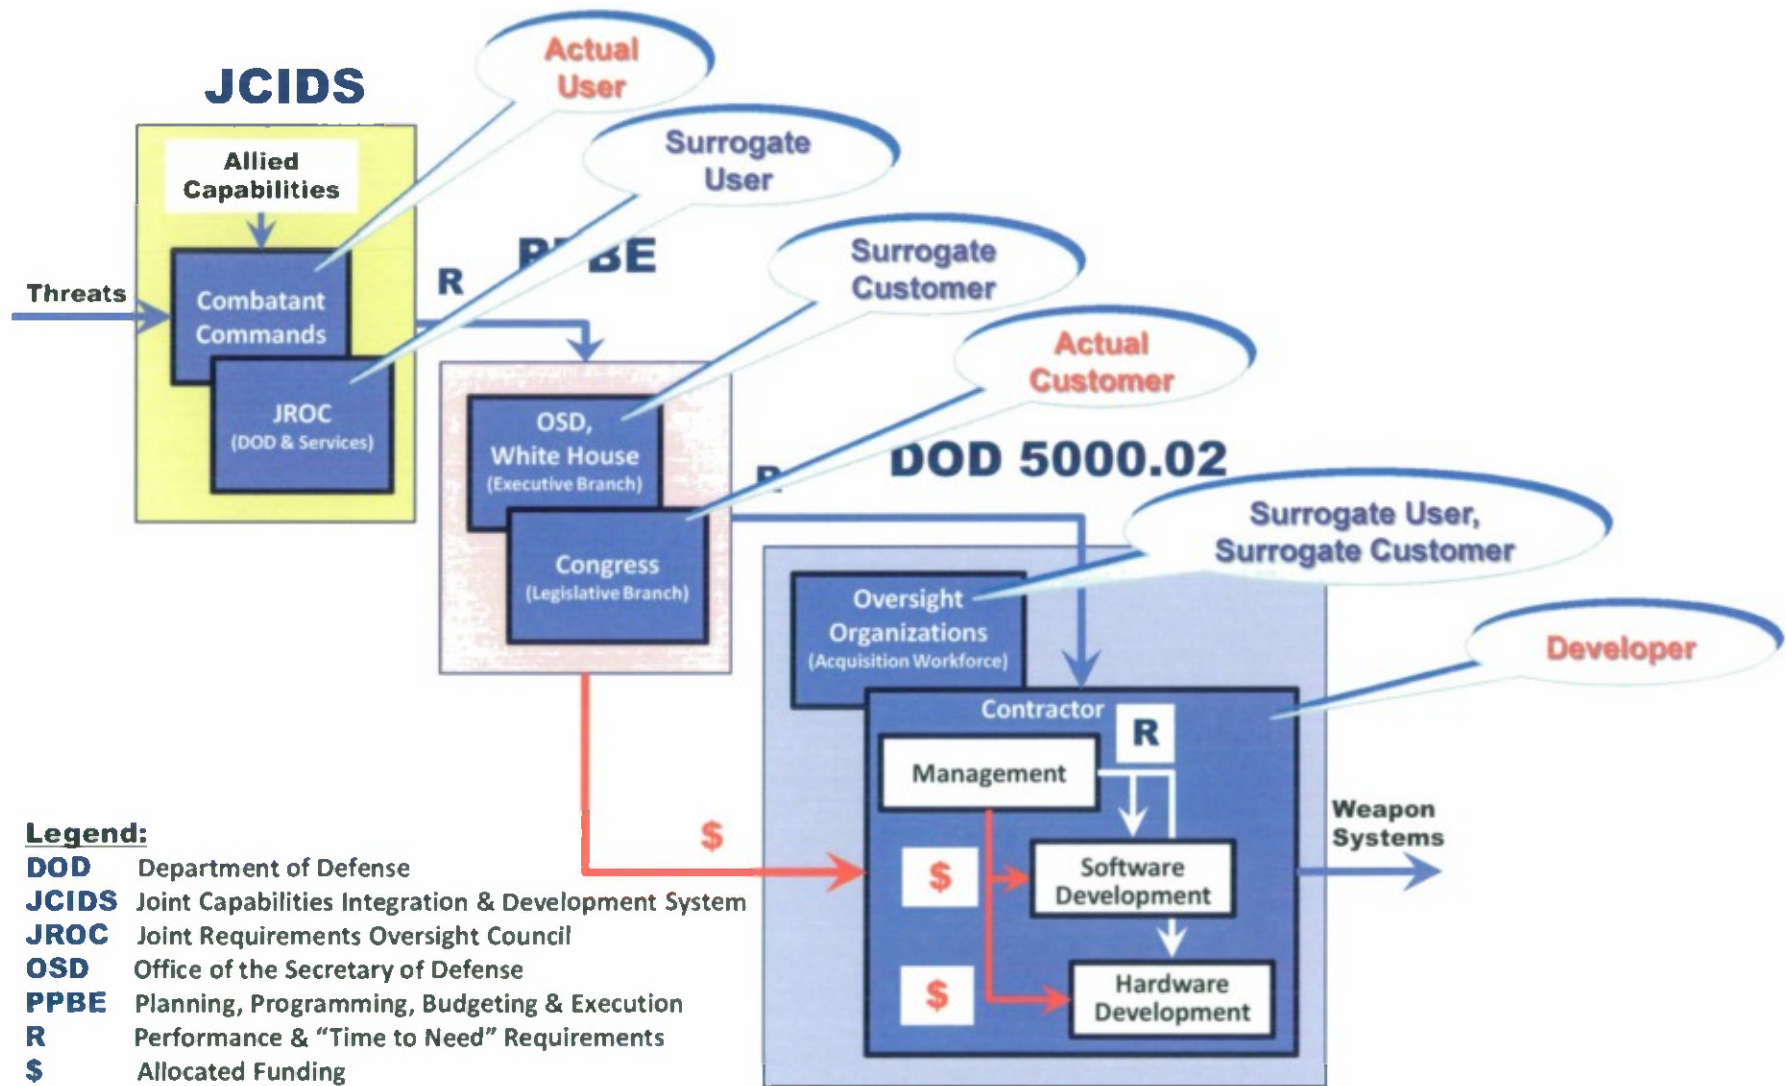 Actual
User
JCIDS
Surrogate
User
Allied
Capabilities
Surrogate
Customer
R
Threats
Combatant
Commands
Actual
Customer
JROC
(DOD & Services)
OSD,
White House
(Executive Branch)
DOD 5000.02
Surrogate User,
Surrogate Customer
Congress
(Legislative Branch)
Oversight
Organizations
(Acquisition Workforce)
Developer
Contractor
R
Management
Weapon
Systems
$
$
Software
Development
$
Hardware
Development
Legend:
DOD Department of Defense
JCIDS Joint Capabilities Integration & Development System
JROC Joint Requirements Oversight Council
OSD Office of the Secretary of Defense
PPBE Planning, Programming, Budgeting & Execution
R Performance & “Time to Need” Requirements
$ Allocated Funding